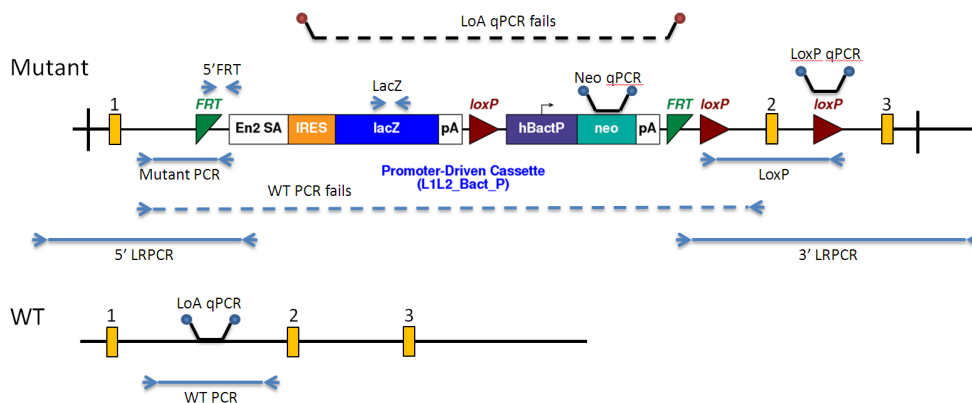 LoA qPCR fails
Mutant
5'FRT
LacZ
Neo qPCR
LoxP qPCR
1
FRT
loxP
FRT
loxP
2
loxP
3
En2 SA
IRES
lacZ
pA
hBactP
neo
pA
Mutant PCR
Promoter-Driven Cassette
(L1L2_Bact_P)
LoxP
WT PCR fails
5' LRPCR
3' LRPCR
WT
LoA qPCR
1
2
3
WT PCR